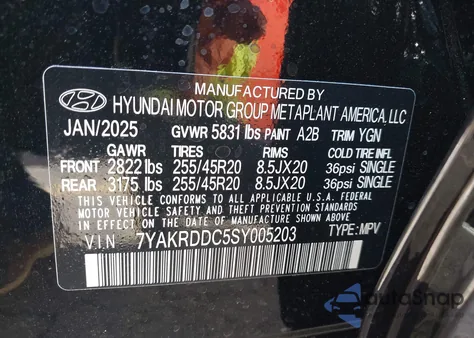 MANUFACTURED BY
HYUNDAI MOTOR GROUP METAPLANT AMERICA, LLC
JAN/2025 GVWR 5831 lbs PAINT A2B TRIM YGN
GAWR TIRES RIMS COLD TIRE INFL
FRONT 2822 lbs 255/45R20 8.5JX20 36psi SINGLE
REAR 3175 lbs 255/45R20 8.5JX20 36psi SINGLE
THIS VEHICLE CONFORMS TO ALL APPLICABLE U.S.A. FEDERAL
MOTOR VEHICLE SAFETY AND THEFT PREVENTION STANDARDS
IN EFFECT ON THE DATE OF MANUFACTURE SHOWN ABOVE.
VIN 7YAKRDDC5SY005203 TYPE: MPV
AutoSnap